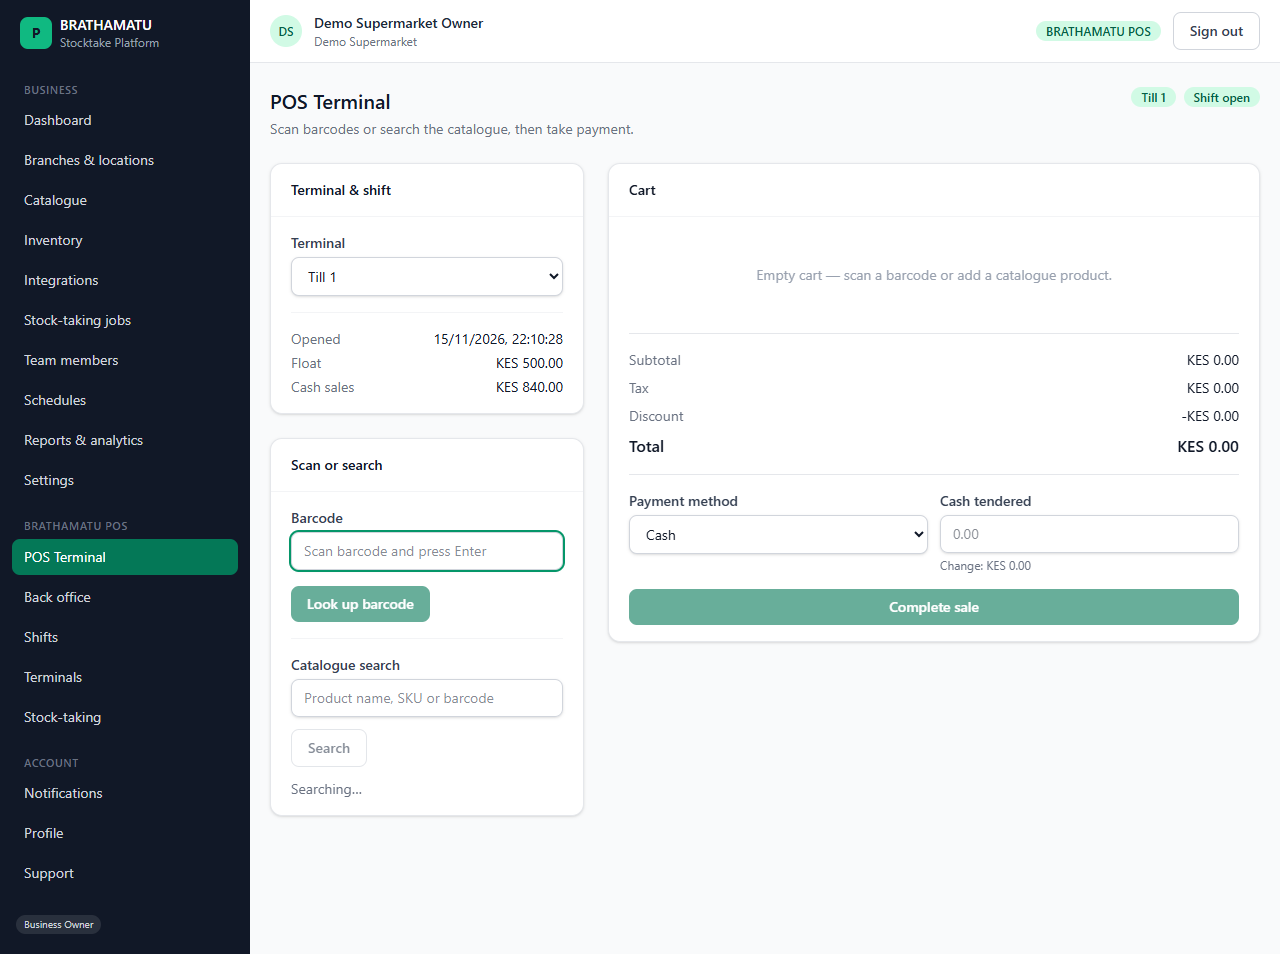 P
BRATHAMATU
Stocktake Platform
BUSINESS
Dashboard
Branches & locations
Catalogue
Inventory
Integrations
Stock-taking jobs
Team members
Schedules
Reports & analytics
Settings
BRATHAMATU POS
POS Terminal
Back office
Shifts
Terminals
Stock-taking
ACCOUNT
Notifications
Profile
Support
Business Owner
DS
Demo Supermarket Owner
Demo Supermarket
BRATHAMATU POS
Sign out
POS Terminal
Scan barcodes or search the catalogue, then take payment.
Till 1
Shift open
Terminal & shift
Terminal
Till 1
Opened 15/11/2026, 22:10:28
Float KES 500.00
Cash sales KES 840.00
Scan or search
Barcode
Scan barcode and press Enter
Look up barcode
Catalogue search
Product name, SKU or barcode
Search
Searching...
Cart
Empty cart — scan a barcode or add a catalogue product.
Subtotal KES 0.00
Tax KES 0.00
Discount -KES 0.00
Total KES 0.00
Payment method
Cash
Cash tendered
0.00
Change: KES 0.00
Complete sale